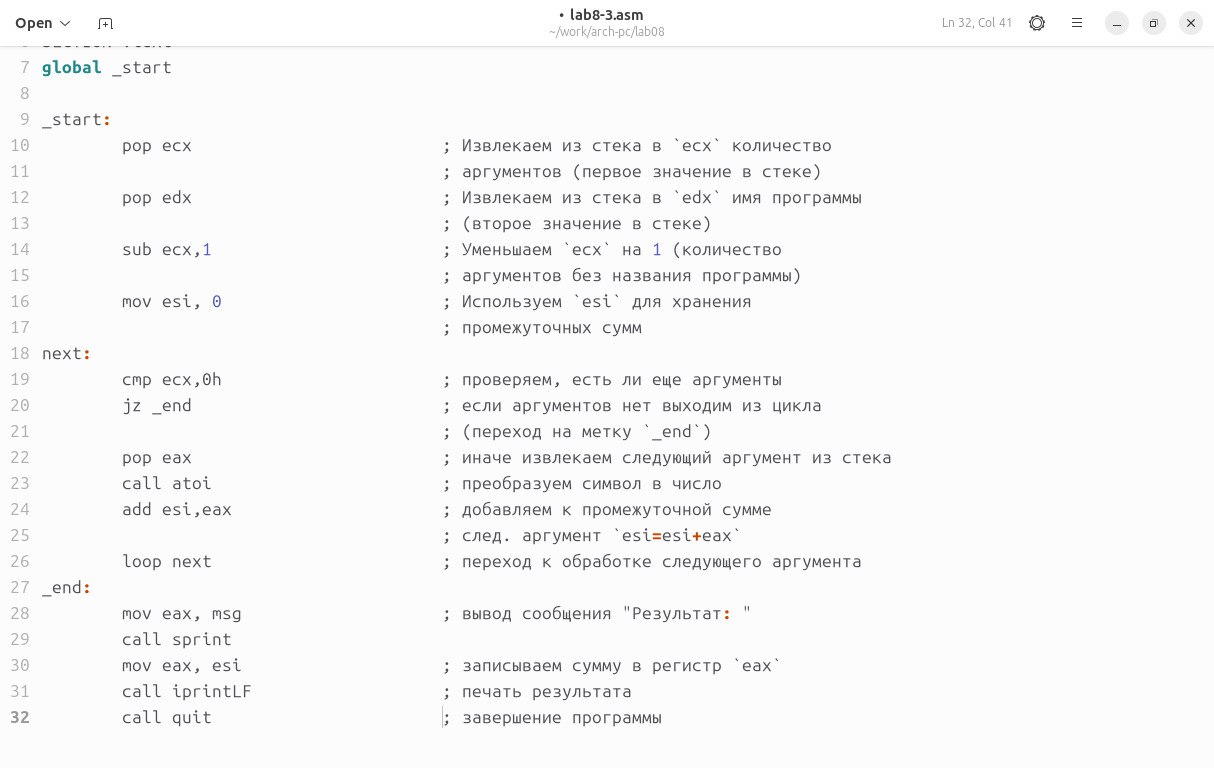 Open
• lab8-3.asm
~/work/arch-pc/lab08
Ln 32, Col 41
7 global _start
8
9 _start:
10 pop ecx ; Извлекаем из стека в `ecx` количество
11 ; аргументов (первое значение в стеке)
12 pop edx ; Извлекаем из стека в `edx` имя программы
13 ; (второе значение в стеке)
14 sub ecx,1 ; Уменьшаем `ecx` на 1 (количество
15 ; аргументов без названия программы)
16 mov esi, 0 ; Используем `esi` для хранения
17 ; промежуточных сумм
18 next:
19 cmp ecx,0h ; проверяем, есть ли еще аргументы
20 jz _end ; если аргументов нет выходим из цикла
21 ; (переход на метку `_end`)
22 pop eax ; иначе извлекаем следующий аргумент из стека
23 call atoi ; преобразуем символ в число
24 add esi,eax ; добавляем к промежуточной сумме
25 ; след. аргумент `esi=esi+eax`
26 loop next ; переход к обработке следующего аргумента
27 _end:
28 mov eax, msg ; вывод сообщения "Результат: "
29 call sprint
30 mov eax, esi ; записываем сумму в регистр `eax`
31 call iprintLF ; печать результата
32 call quit ; завершение программы